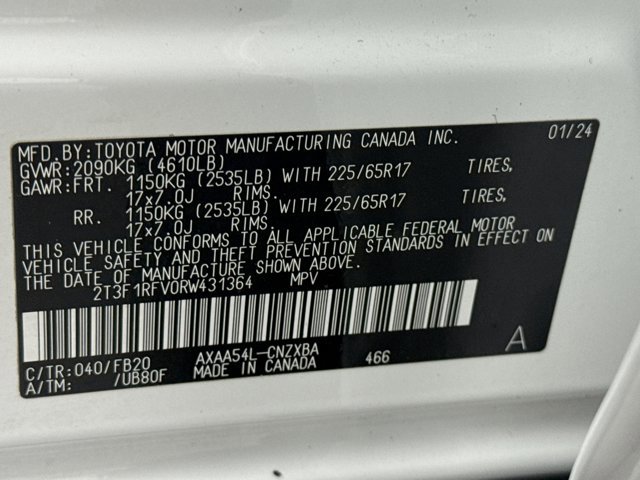 MFD.BY:TOYOTA MOTOR MANUFACTURING CANADA INC. 01/24
GVWR:2090KG (4610LB)
GAWR:FRT. 1150KG (2535LB) WITH 225/65R17 TIRES,
17x7.0J RIMS.
RR. 1150KG (2535LB) WITH 225/65R17 TIRES,
17x7.0J RIMS.
THIS VEHICLE CONFORMS TO ALL APPLICABLE FEDERAL MOTOR
VEHICLE SAFETY AND THEFT PREVENTION STANDARDS IN EFFECT ON
THE DATE OF MANUFACTURE SHOWN ABOVE.
2T3F1RFV0RW431364 MPV
C/TR:040/FB20 AXAA54L-CNZXBA 466 A
A/TM: /UB80F MADE IN CANADA